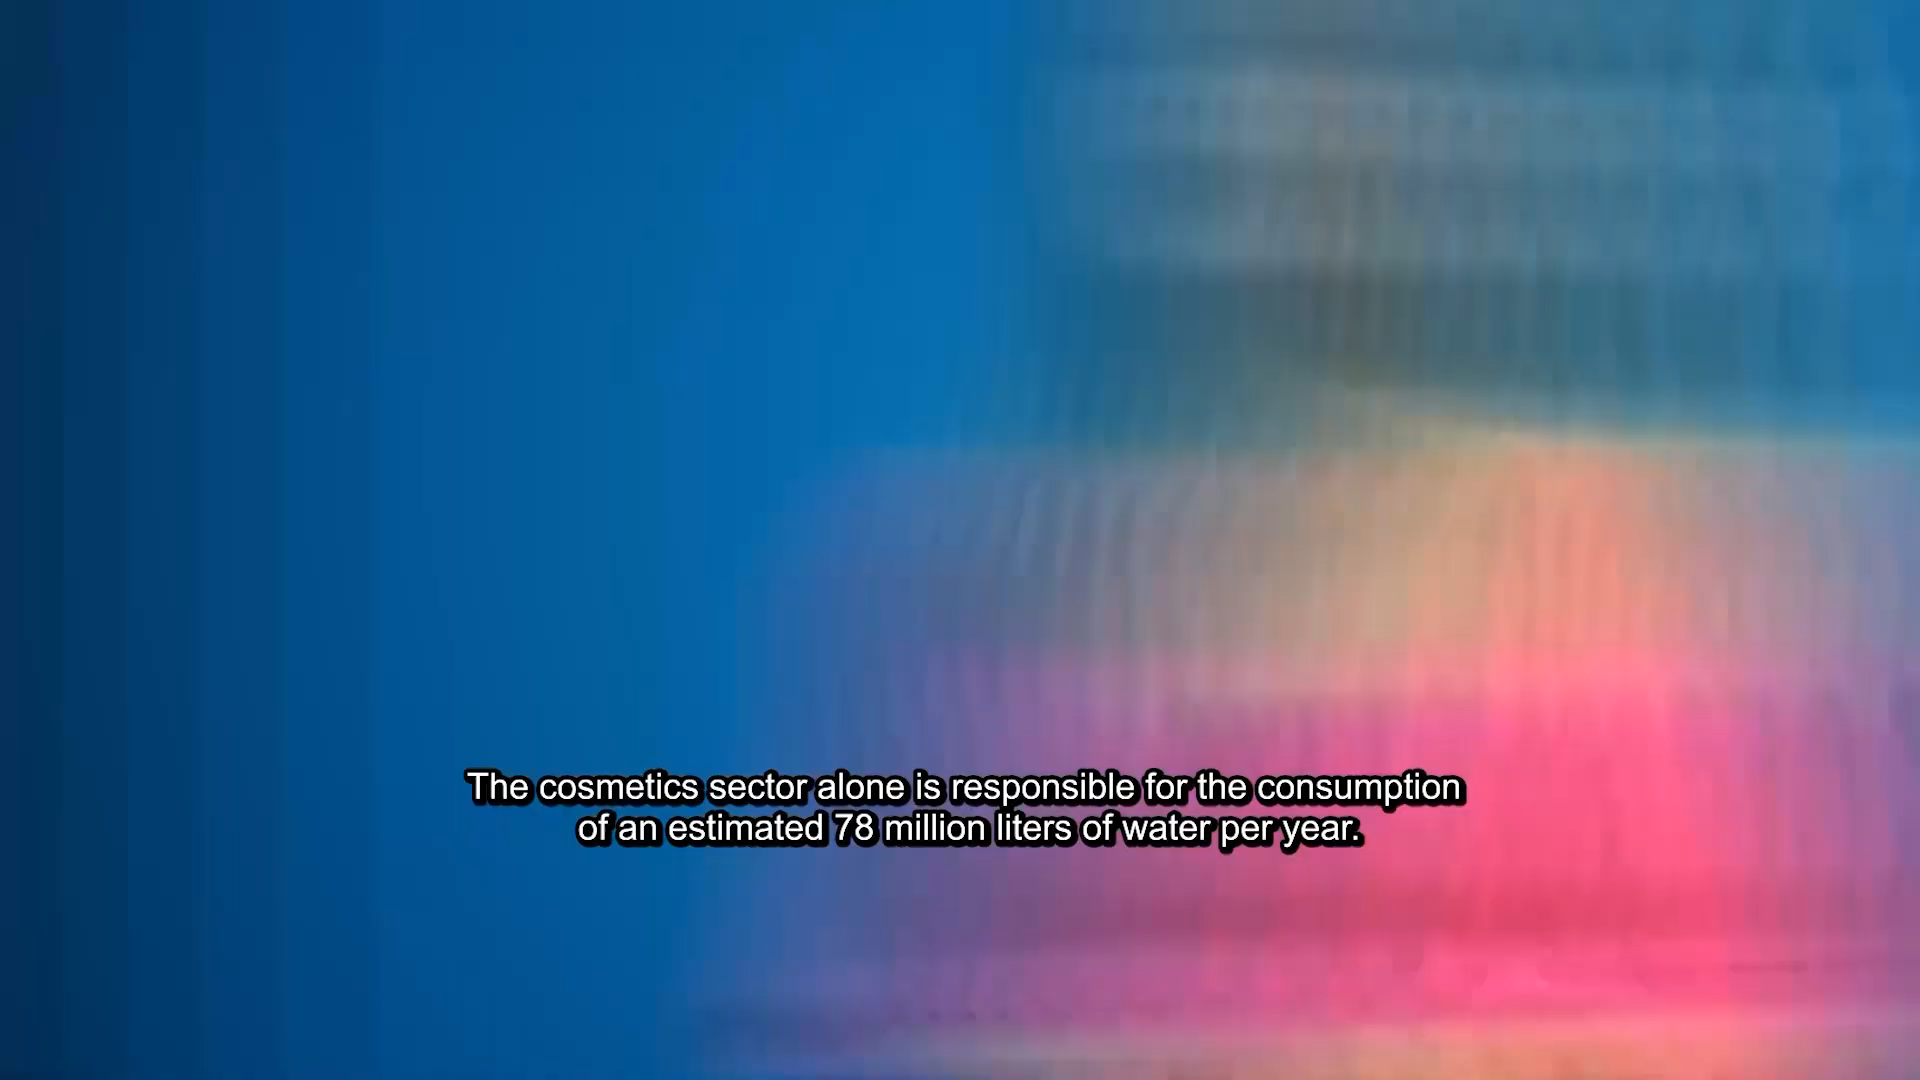 The cosmetics sector alone is responsible for the consumption
of an estimated 78 million liters of water per year.